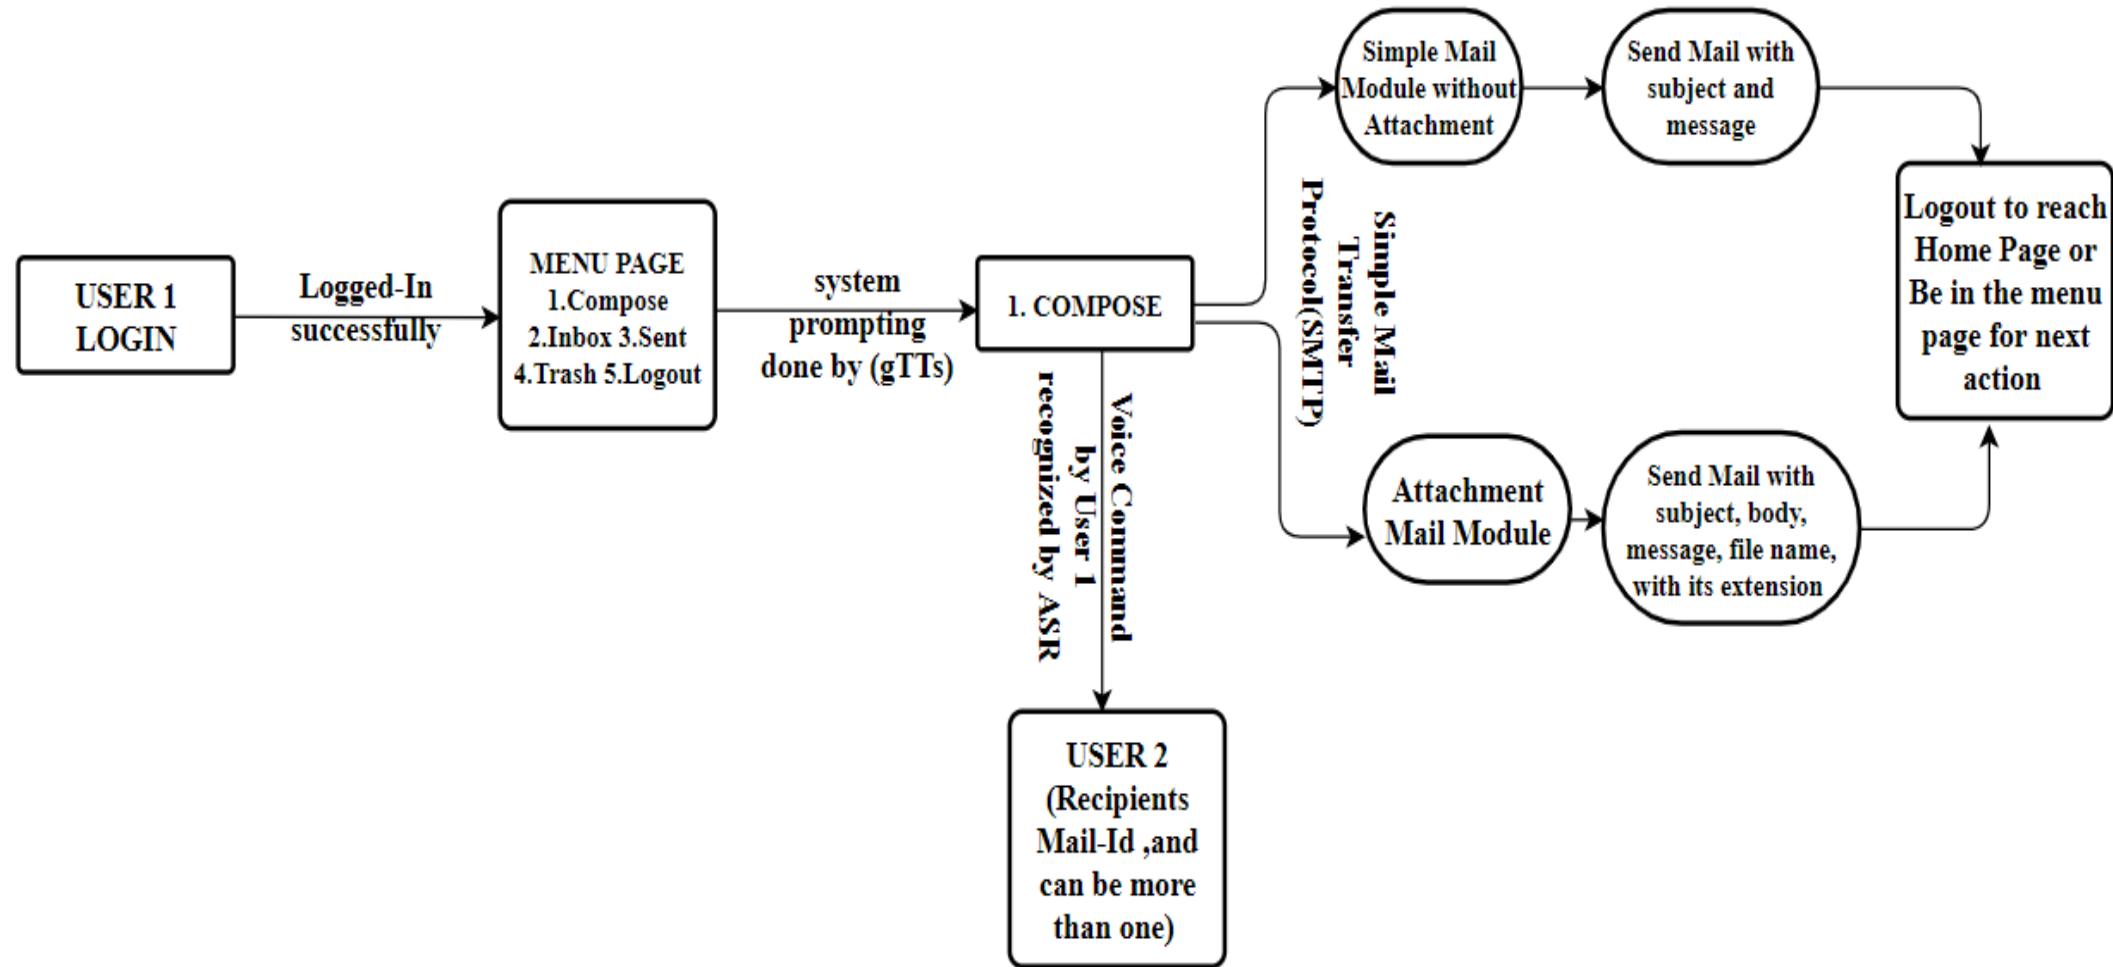 USER 1
LOGIN
Logged-In
successfully
MENU PAGE
1.Compose
2.Inbox 3.Sent
4.Trash 5.Logout
system
prompting
done by (gTTs)
1. COMPOSE
Voice Command
by User 1
recognized by ASR
USER 2
(Recipients
Mail-Id ,and
can be more
than one)
Simple Mail
Transfer
Protocol(SMTP)
Simple Mail
Module without
Attachment
Send Mail with
subject and
message
Attachment
Mail Module
Send Mail with
subject, body,
message, file name,
with its extension
Logout to reach
Home Page or
Be in the menu
page for next
action